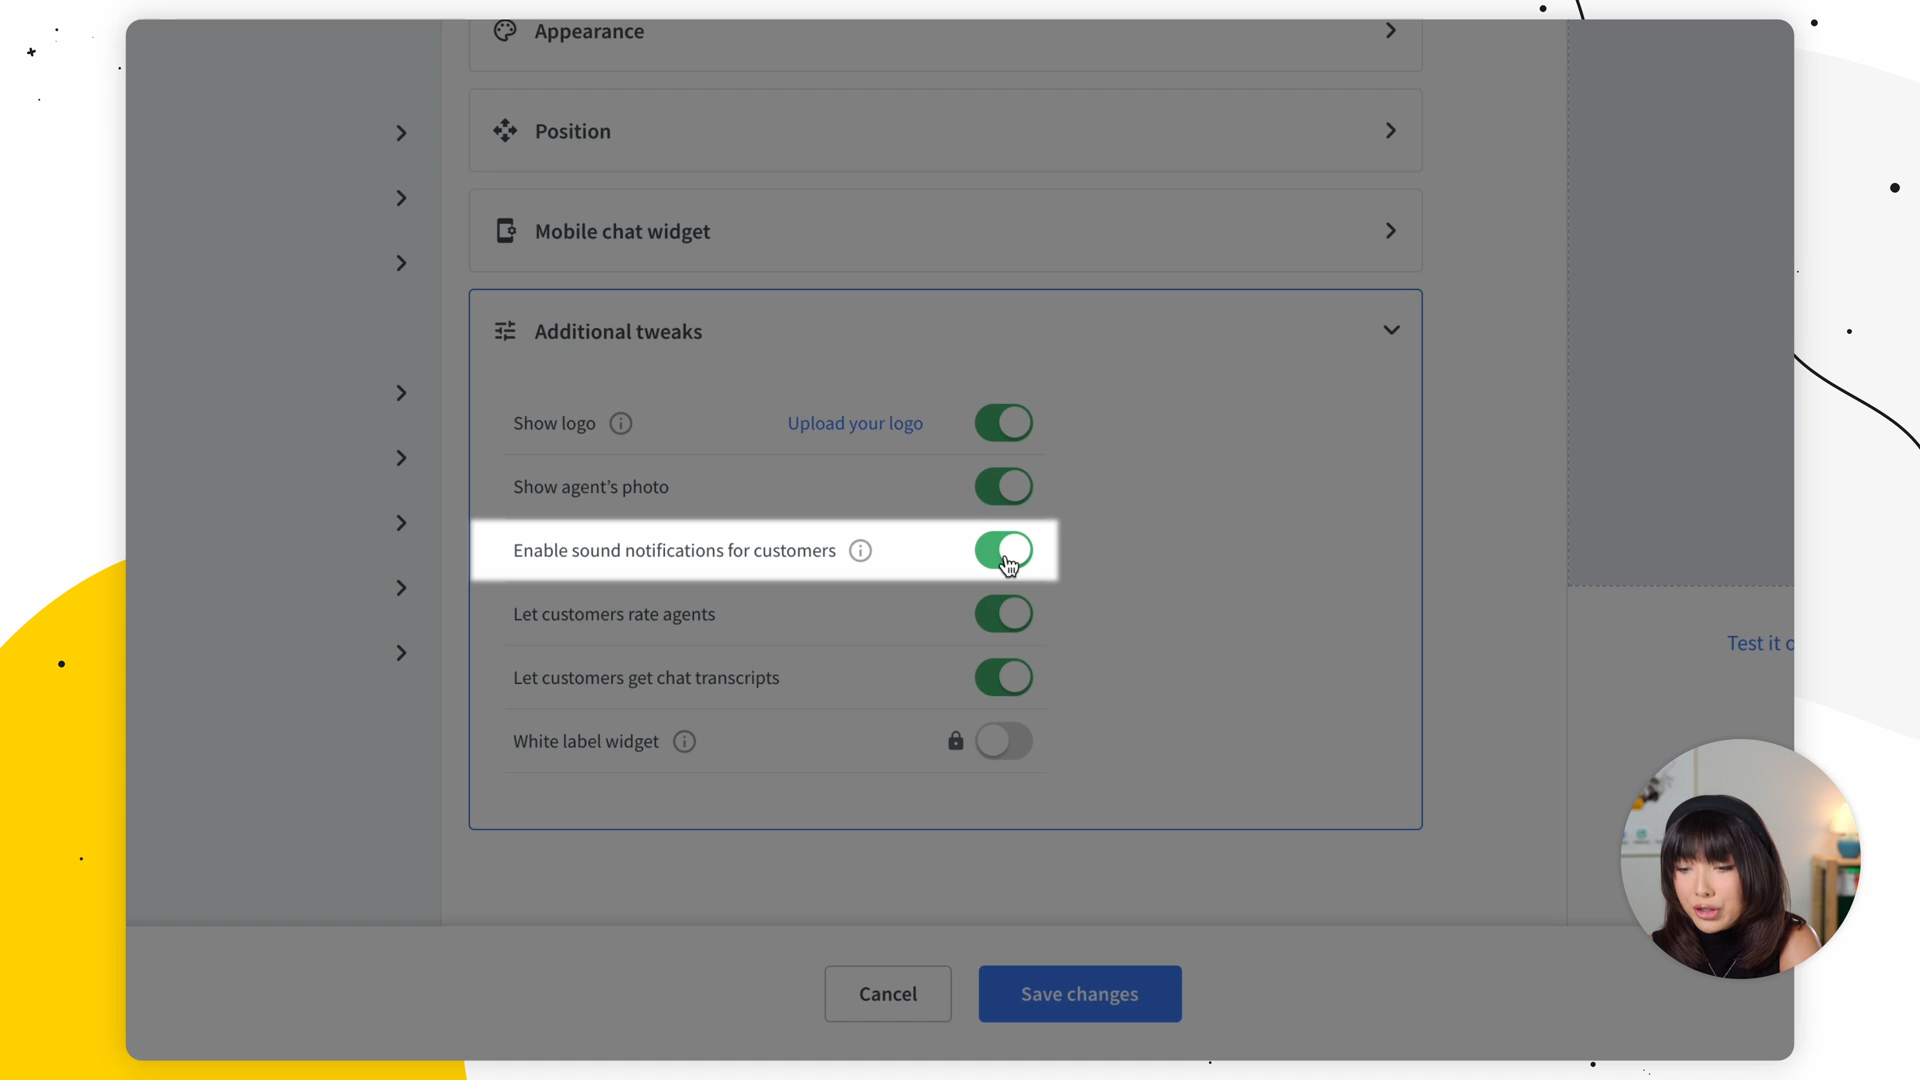 Appearance
Position
Mobile chat widget
Additional tweaks
Show logo
Upload your logo
Show agent’s photo
Enable sound notifications for customers
Let customers rate agents
Let customers get chat transcripts
White label widget
Test it o
Cancel
Save changes